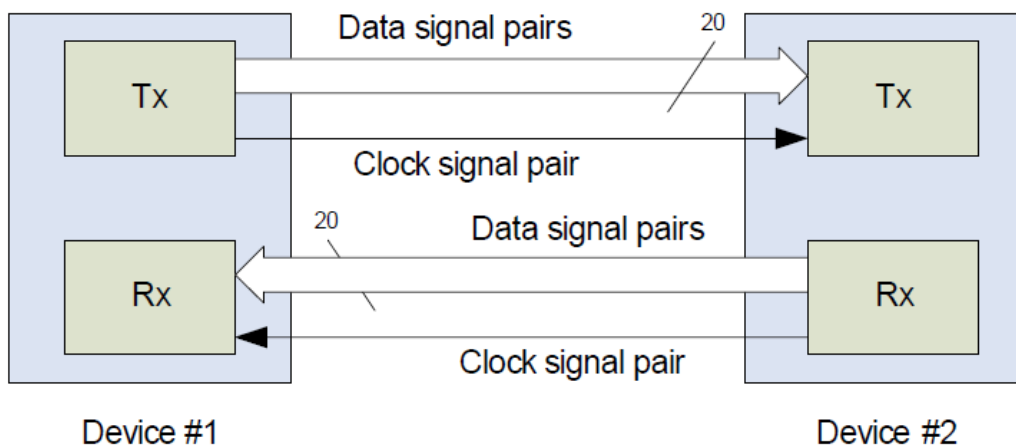 Data signal pairs
20
Tx
Tx
Clock signal pair
20
Data signal pairs
Rx
Rx
Clock signal pair
Device #1
Device #2